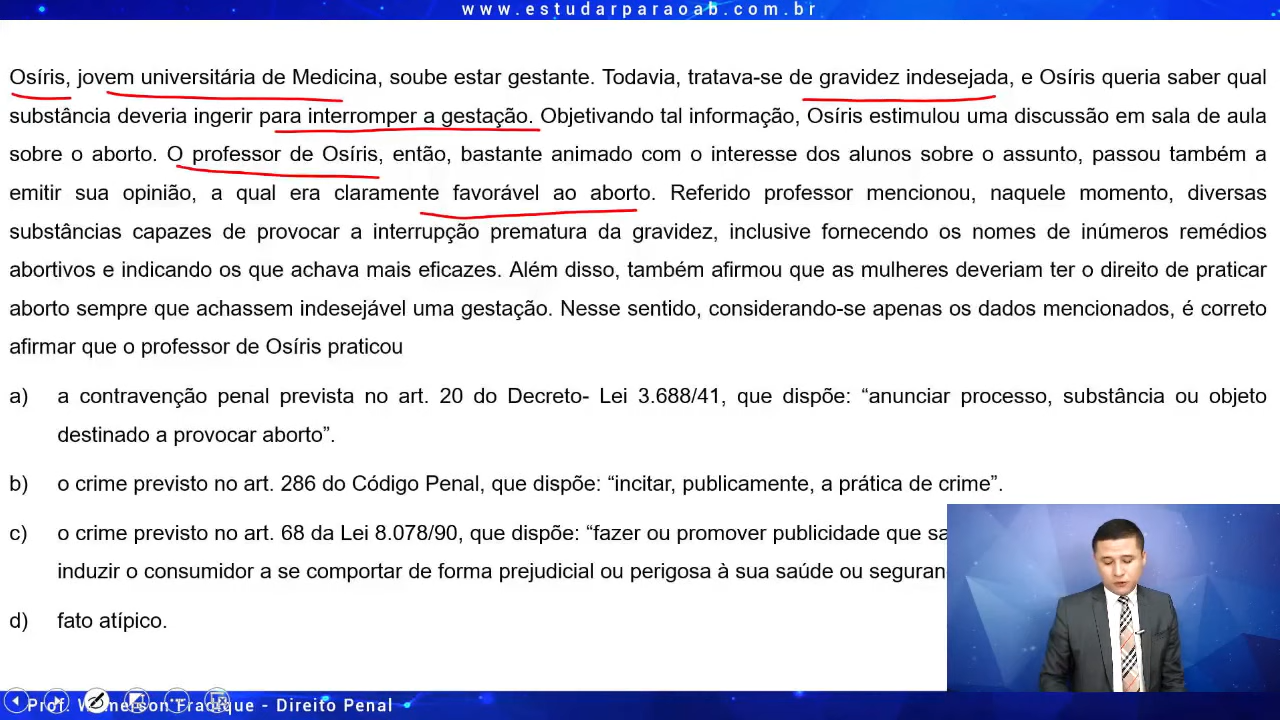 www.estudarparaoab.com.br
Osíris, jovem universitária de Medicina, soube estar gestante. Todavia, tratava-se de gravidez indesejada, e Osíris queria saber qual
substância deveria ingerir para interromper a gestação. Objetivando tal informação, Osíris estimulou uma discussão em sala de aula
sobre o aborto. O professor de Osíris, então, bastante animado com o interesse dos alunos sobre o assunto, passou também a
emitir sua opinião, a qual era claramente favorável ao aborto. Referido professor mencionou, naquele momento, diversas
substâncias capazes de provocar a interrupção prematura da gravidez, inclusive fornecendo os nomes de inúmeros remédios
abortivos e indicando os que achava mais eficazes. Além disso, também afirmou que as mulheres deveriam ter o direito de praticar
aborto sempre que achassem indesejável uma gestação. Nesse sentido, considerando-se apenas os dados mencionados, é correto
afirmar que o professor de Osíris praticou
a) a contravenção penal prevista no art. 20 do Decreto- Lei 3.688/41, que dispõe: “anunciar processo, substância ou objeto
destinado a provocar aborto”.
b) o crime previsto no art. 286 do Código Penal, que dispõe: “incitar, publicamente, a prática de crime”.
c) o crime previsto no art. 68 da Lei 8.078/90, que dispõe: “fazer ou promover publicidade que
induzir o consumidor a se comportar de forma prejudicial ou perigosa à sua saúde ou
d) fato atípico.
Prof. - Direito Penal